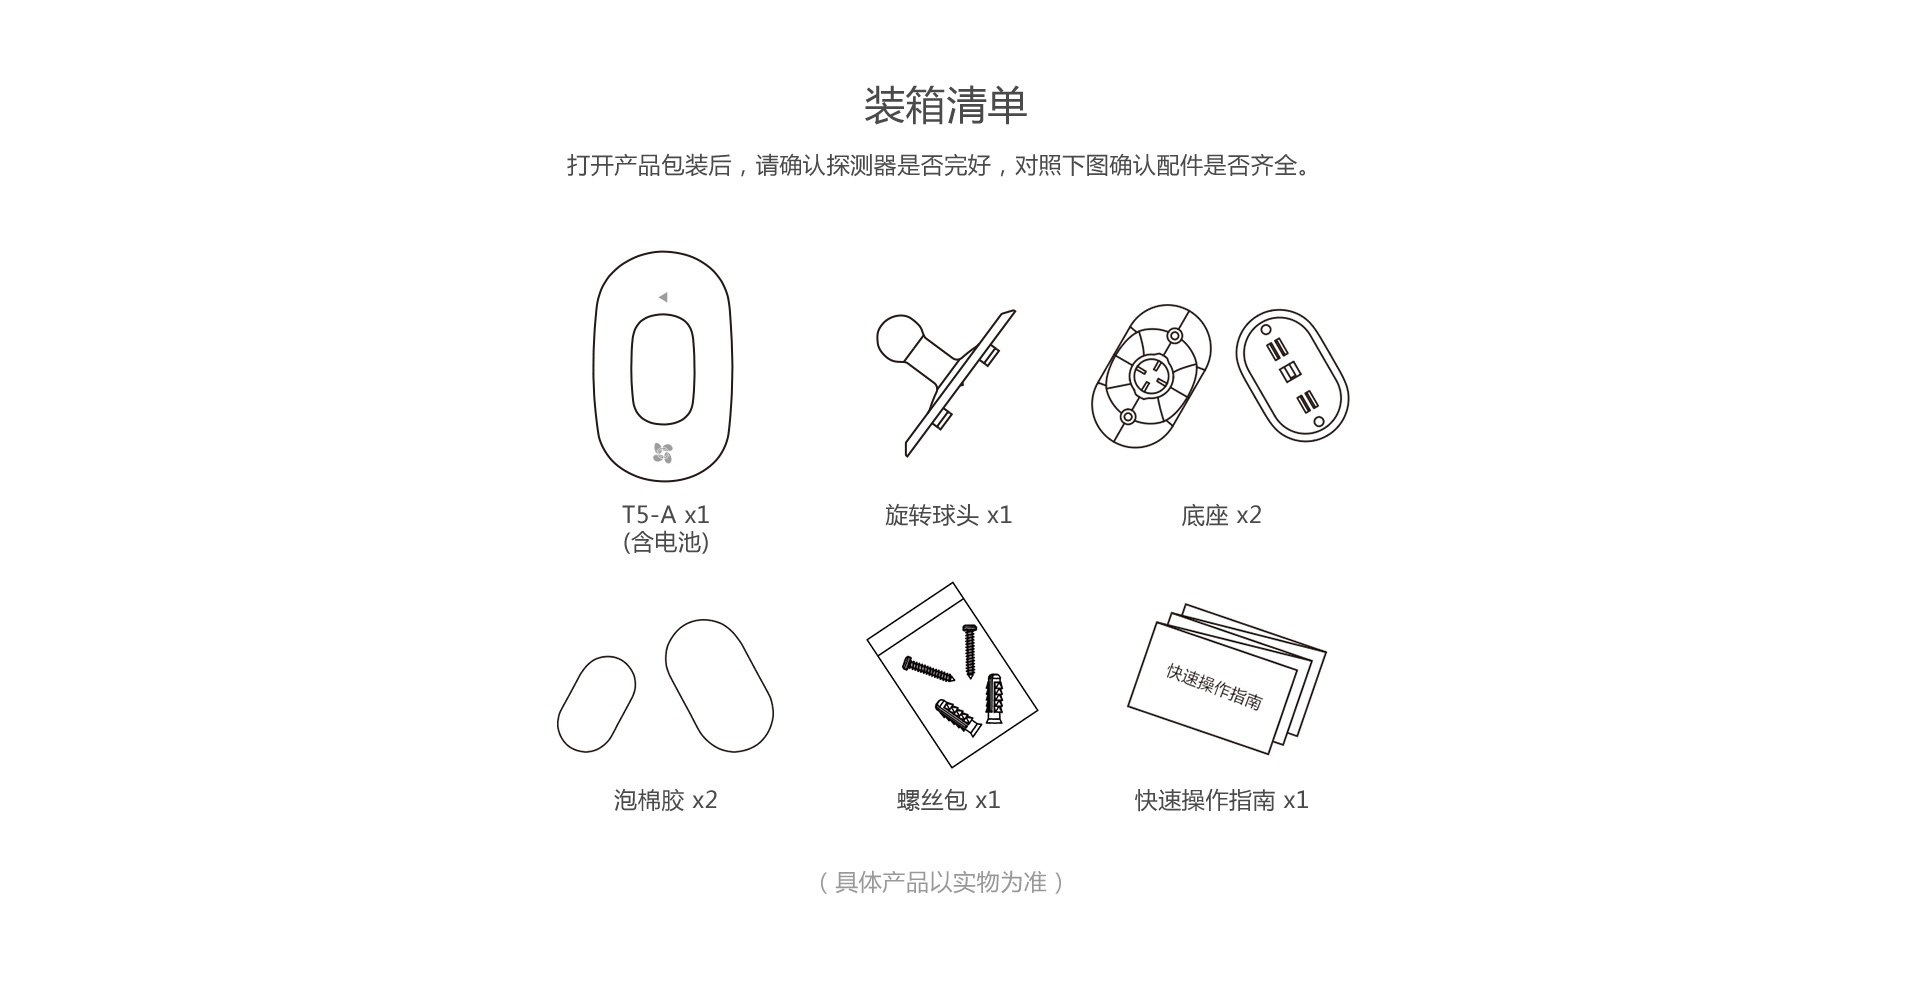 装箱清单
打开产品包装后，请确认探测器是否完好，对照下图确认配件是否齐全。
T5-A x1
(含电池)
旋转球头 x1
底座 x2
快速操作指南
泡棉胶 x2
螺丝包 x1
快速操作指南 x1
（具体产品以实物为准）